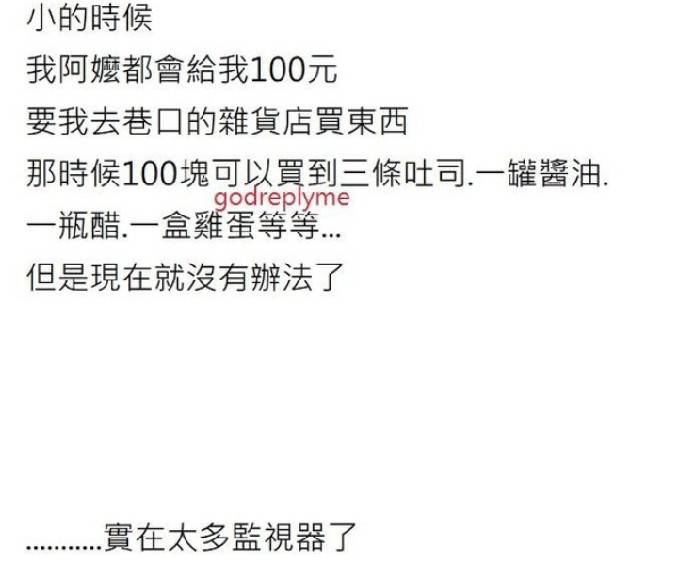 小的時候
我阿嬤都會給我100元
要我去巷口的雜貨店買東西
那時候100塊可以買到三條吐司.一罐醬油.
godreplyme
一瓶醋.一盒雞蛋等等...
但是現在就沒有辦法了
............實在太多監視器了